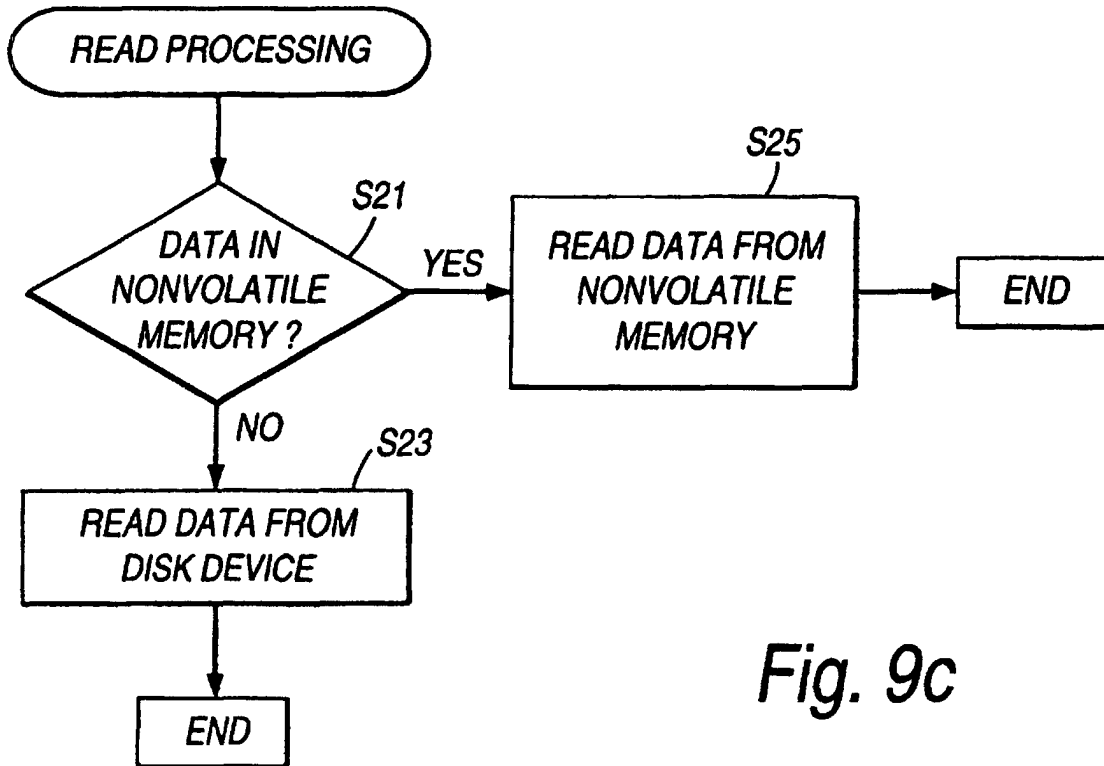 READ PROCESSING
S21
DATA IN
NONVOLATILE
MEMORY ?
YES
S25
READ DATA FROM
NONVOLATILE
MEMORY
END
NO
S23
READ DATA FROM
DISK DEVICE
END
Fig. 9c